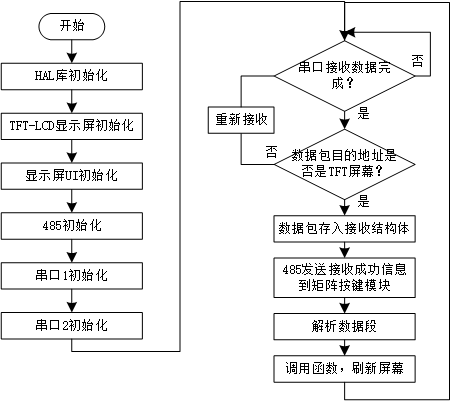 开始
HAL库初始化
TFT-LCD显示屏初始化
显示屏UI初始化
485初始化
串口1初始化
串口2初始化
串口接收数据完
成?
否
是
重新接收
数据包目的地址是
否是TFT屏幕?
否
是
数据包存入接收结构体
485发送接收成功信息
到矩阵按键模块
解析数据段
调用函数，刷新屏幕